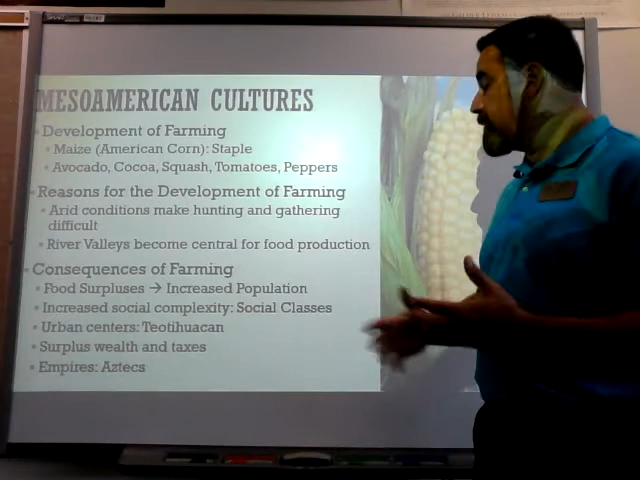 MESOAMERICAN CULTURES
Development of Farming
Maize (American Corn): Staple
Avocado, Cocoa, Squash, Tomatoes, Peppers
Reasons for the Development of Farming
Arid conditions make hunting and gathering
difficult
River Valleys become central for food production
Consequences of Farming
Food Surpluses → Increased Population
Increased social complexity: Social Classes
Urban centers: Teotihuacan
Surplus wealth and taxes
Empires: Aztecs